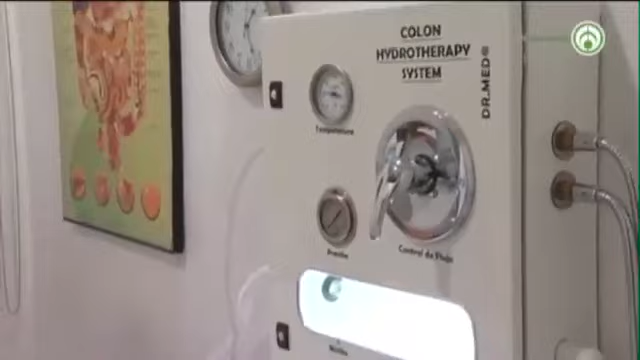 COLON
HYDROTHERAPY
SYSTEM
DR.MED®
Temperatura
Presión
Control de Flujo